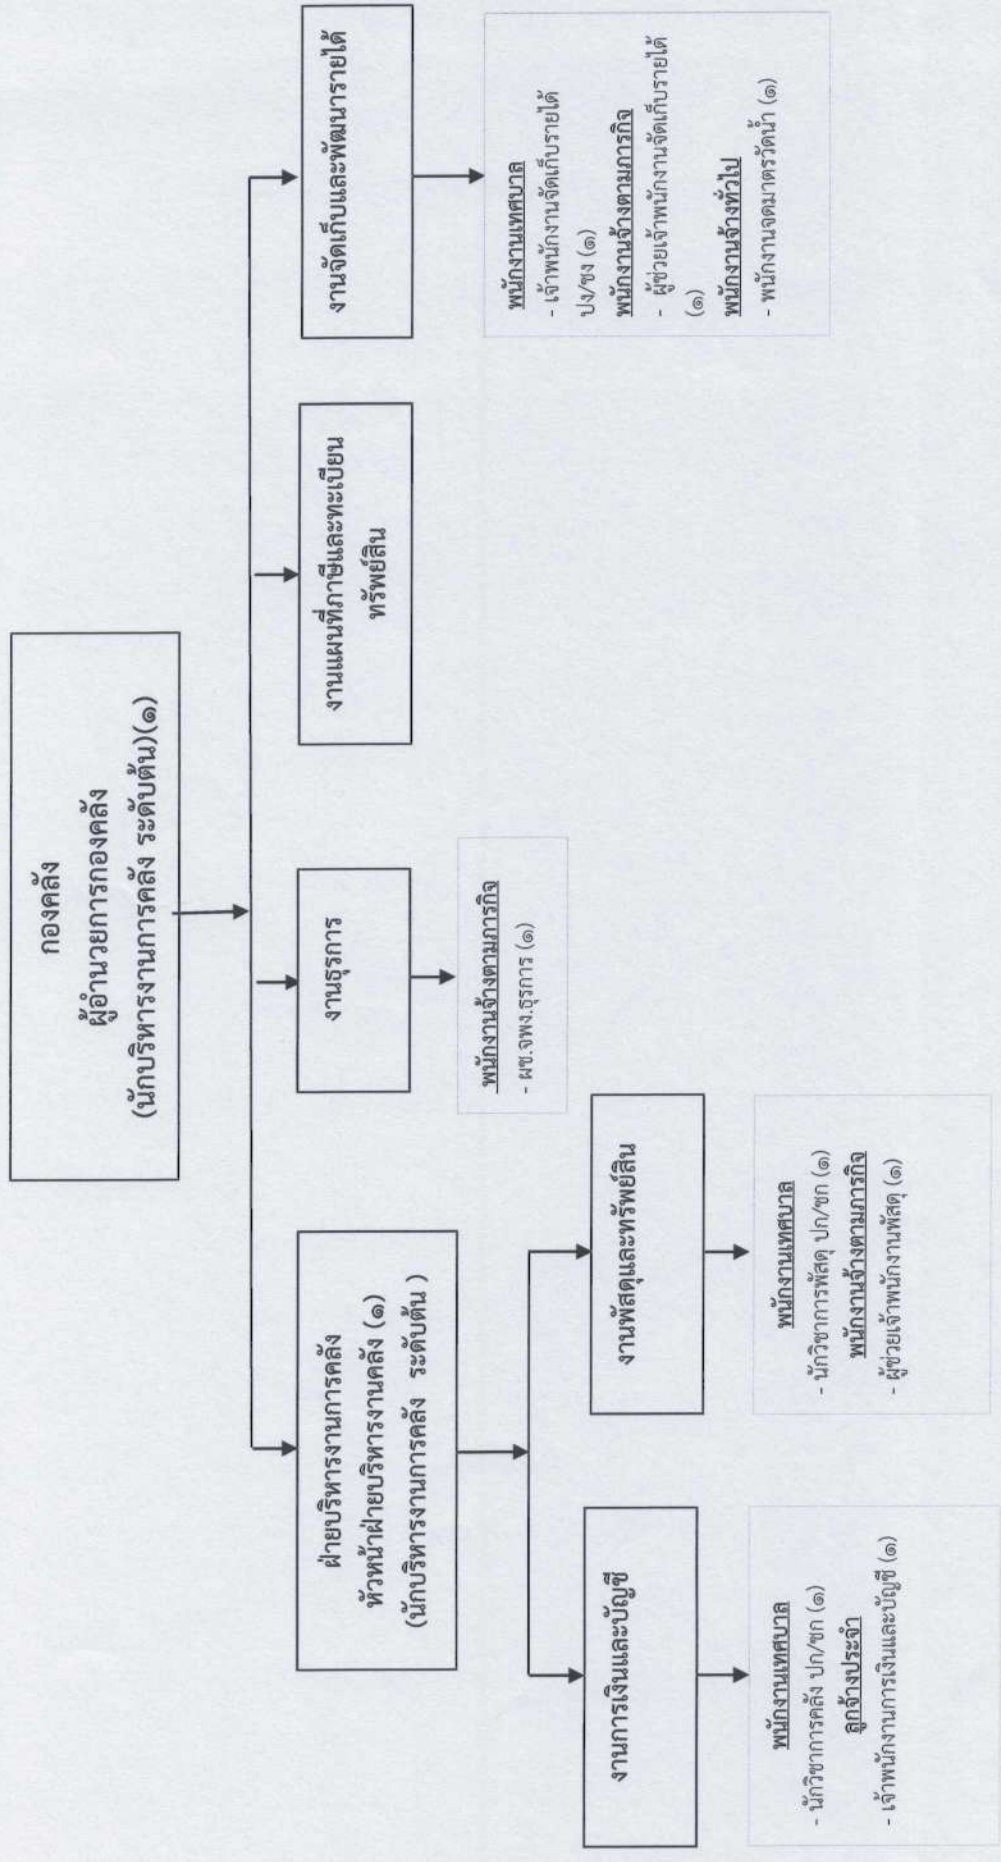 กองคลัง
ผู้อำนวยการกองคลัง
(นักบริหารงานการคลัง ระดับต้น)(๑)
ฝ่ายบริหารงานการคลัง
หัวหน้าฝ่ายบริหารงานคลัง (๑)
(นักบริหารงานการคลัง ระดับต้น )
งานธุรการ
งานแผนที่ภาษีและทะเบียน
ทรัพย์สิน
งานจัดเก็บและพัฒนารายได้
พนักงานจ้างตามภารกิจ
- ผช.จพง.ธุรการ (๑)
พนักงานเทศบาล
- เจ้าพนักงานจัดเก็บรายได้
ปง/ชง (๑)
พนักงานจ้างตามภารกิจ
- ผู้ช่วยเจ้าพนักงานจัดเก็บรายได้
(๑)
พนักงานจ้างทั่วไป
- พนักงานจดมาตรวัดน้ำ (๑)
งานการเงินและบัญชี
งานพัสดุและทรัพย์สิน
พนักงานเทศบาล
- นักวิชาการคลัง ปก/ชก (๑)
ลูกจ้างประจำ
- เจ้าพนักงานการเงินและบัญชี (๑)
พนักงานเทศบาล
- นักวิชาการพัสดุ ปก/ชก (๑)
พนักงานจ้างตามภารกิจ
- ผู้ช่วยเจ้าพนักงานพัสดุ (๑)